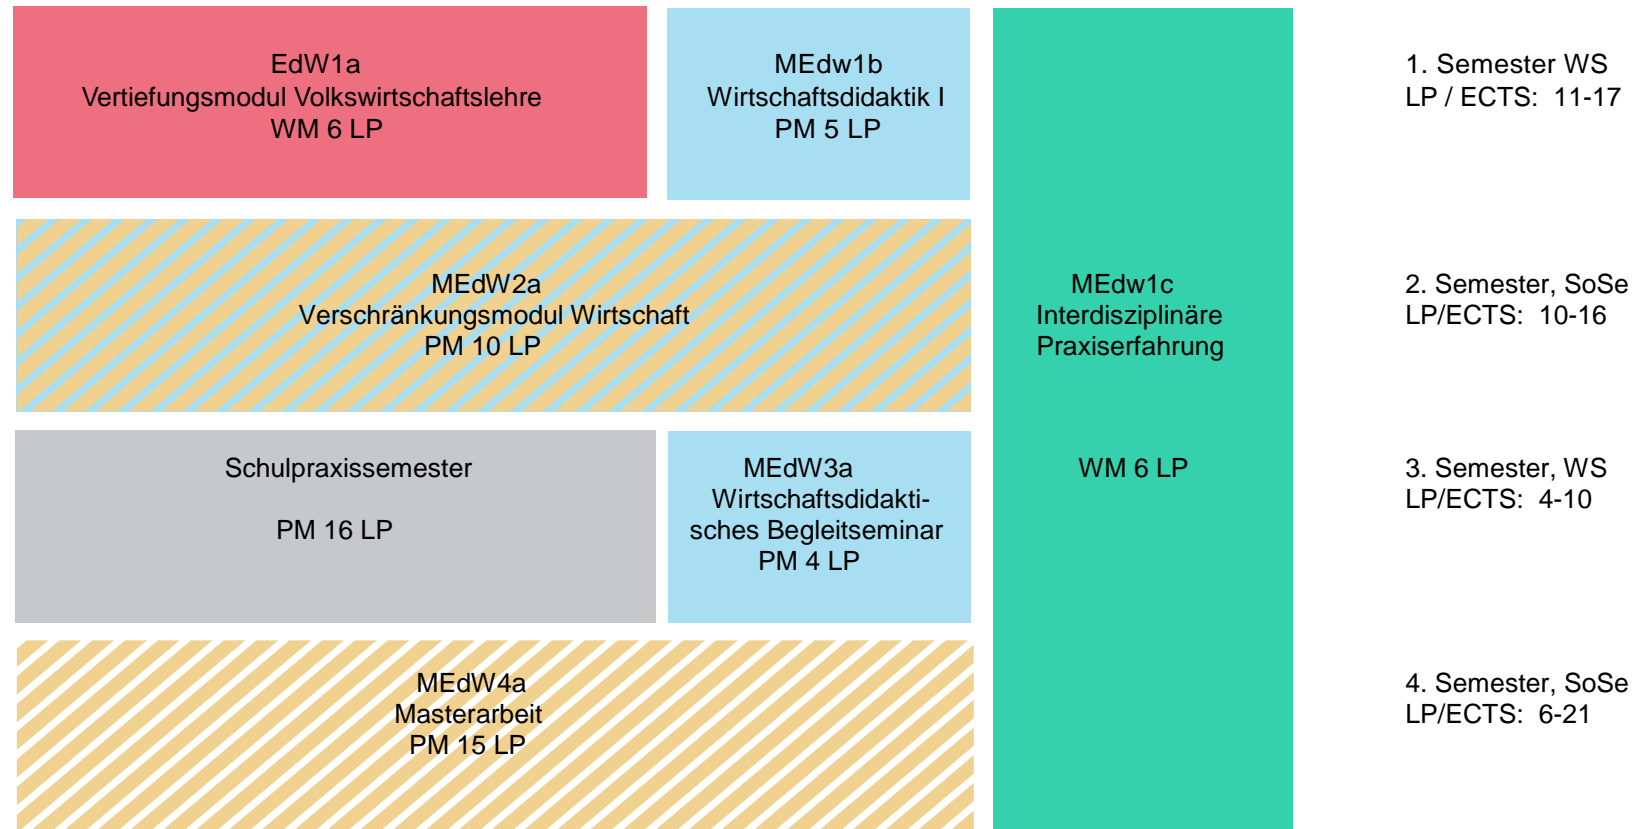 EdW1a
Vertiefungsmodul Volkswirtschaftslehre
WM 6 LP
MEdw1b
Wirtschaftsdidaktik I
PM 5 LP
1. Semester WS
LP / ECTS:  11-17
MEdW2a
Verschränkungsmodul Wirtschaft
PM 10 LP
MEdw1c
Interdisziplinäre
Praxiserfahrung
WM 6 LP
2. Semester, SoSe
LP/ECTS:  10-16
Schulpraxissemester
PM 16 LP
MEdW3a
Wirtschaftsdidakti-
sches Begleitseminar
PM 4 LP
3. Semester, WS
LP/ECTS:  4-10
MEdW4a
Masterarbeit
PM 15 LP
4. Semester, SoSe
LP/ECTS:  6-21